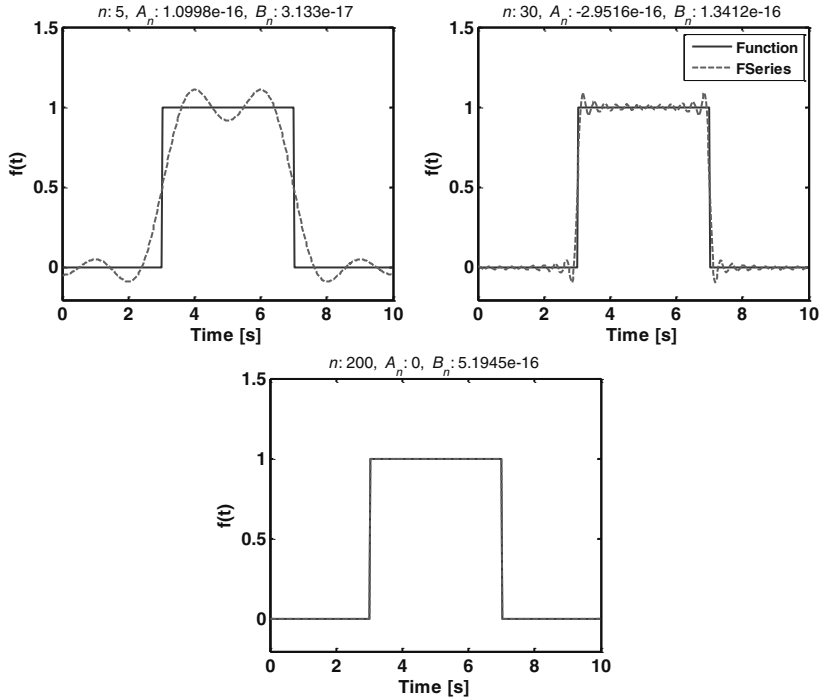 n: 5, A_n: 1.0998e-16, B_n: 3.133e-17
1.5
1
0.5
0
f(t)
0 2 4 6 8 10
Time [s]
n: 30, A_n: -2.9516e-16, B_n: 1.3412e-16
Function
FSeries
1.5
1
0.5
0
f(t)
0 2 4 6 8 10
Time [s]
n: 200, A_n: 0, B_n: 5.1945e-16
1.5
1
0.5
0
f(t)
0 2 4 6 8 10
Time [s]